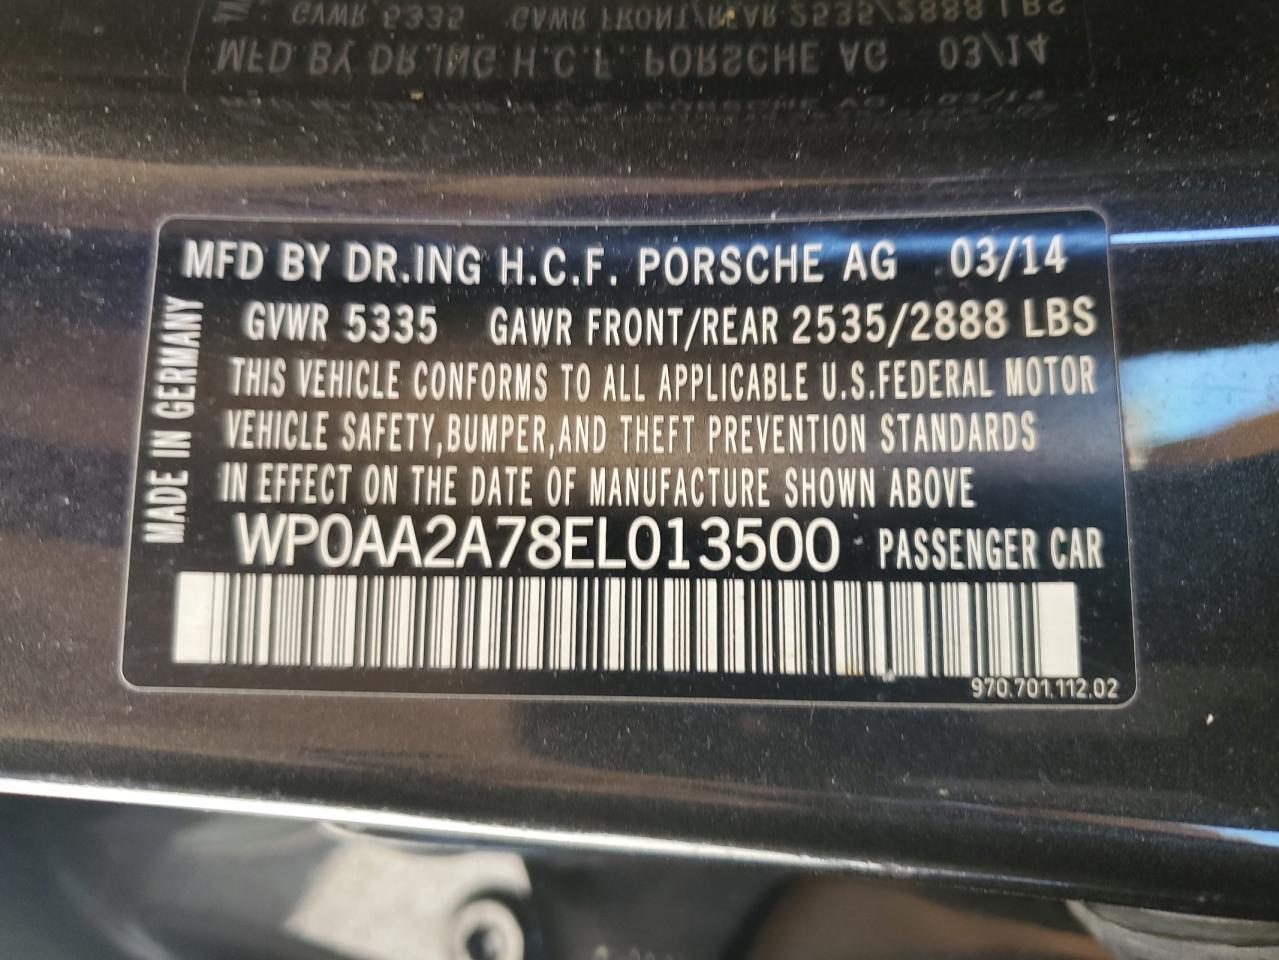 MFD BY DR.ING H.C.F. PORSCHE AG 03/14
GVWR 5335 GAWR FRONT/REAR 2535/2888 LBS
THIS VEHICLE CONFORMS TO ALL APPLICABLE U.S.FEDERAL MOTOR
VEHICLE SAFETY,BUMPER,AND THEFT PREVENTION STANDARDS
IN EFFECT ON THE DATE OF MANUFACTURE SHOWN ABOVE
WP0AA2A78EL013500 PASSENGER CAR
970.701.112.02
MADE IN GERMANY